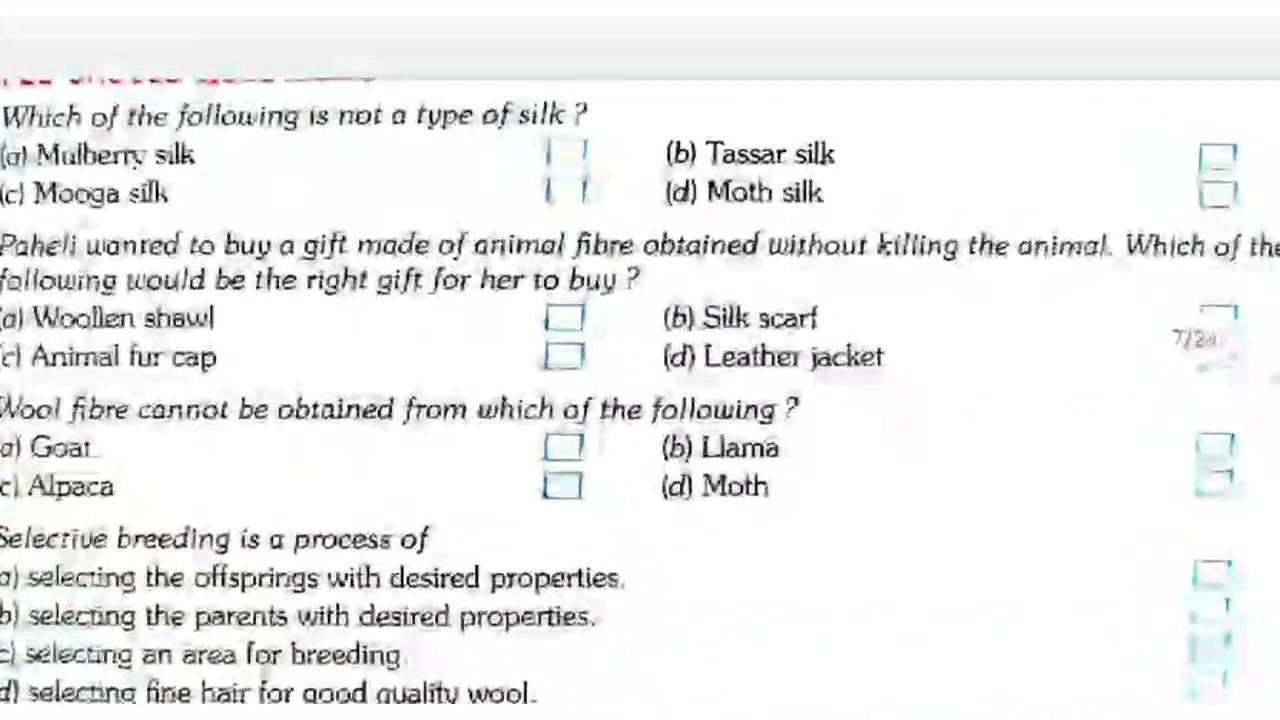 Which of the following is not a type of silk ?
(a) Mulberry silk (b) Tassar silk
(c) Mooga silk (d) Moth silk
Paheli wanted to buy a gift made of animal fibre obtained without killing the animal. Which of the
following would be the right gift for her to buy ?
(a) Woollen shawl (b) Silk scarf
(c) Animal fur cap (d) Leather jacket
Wool fibre cannot be obtained from which of the following ?
(a) Goat (b) Llama
(c) Alpaca (d) Moth
Selective breeding is a process of
a) selecting the offsprings with desired properties.
b) selecting the parents with desired properties.
c) selecting an area for breeding.
d) selecting fine hair for good quality wool.